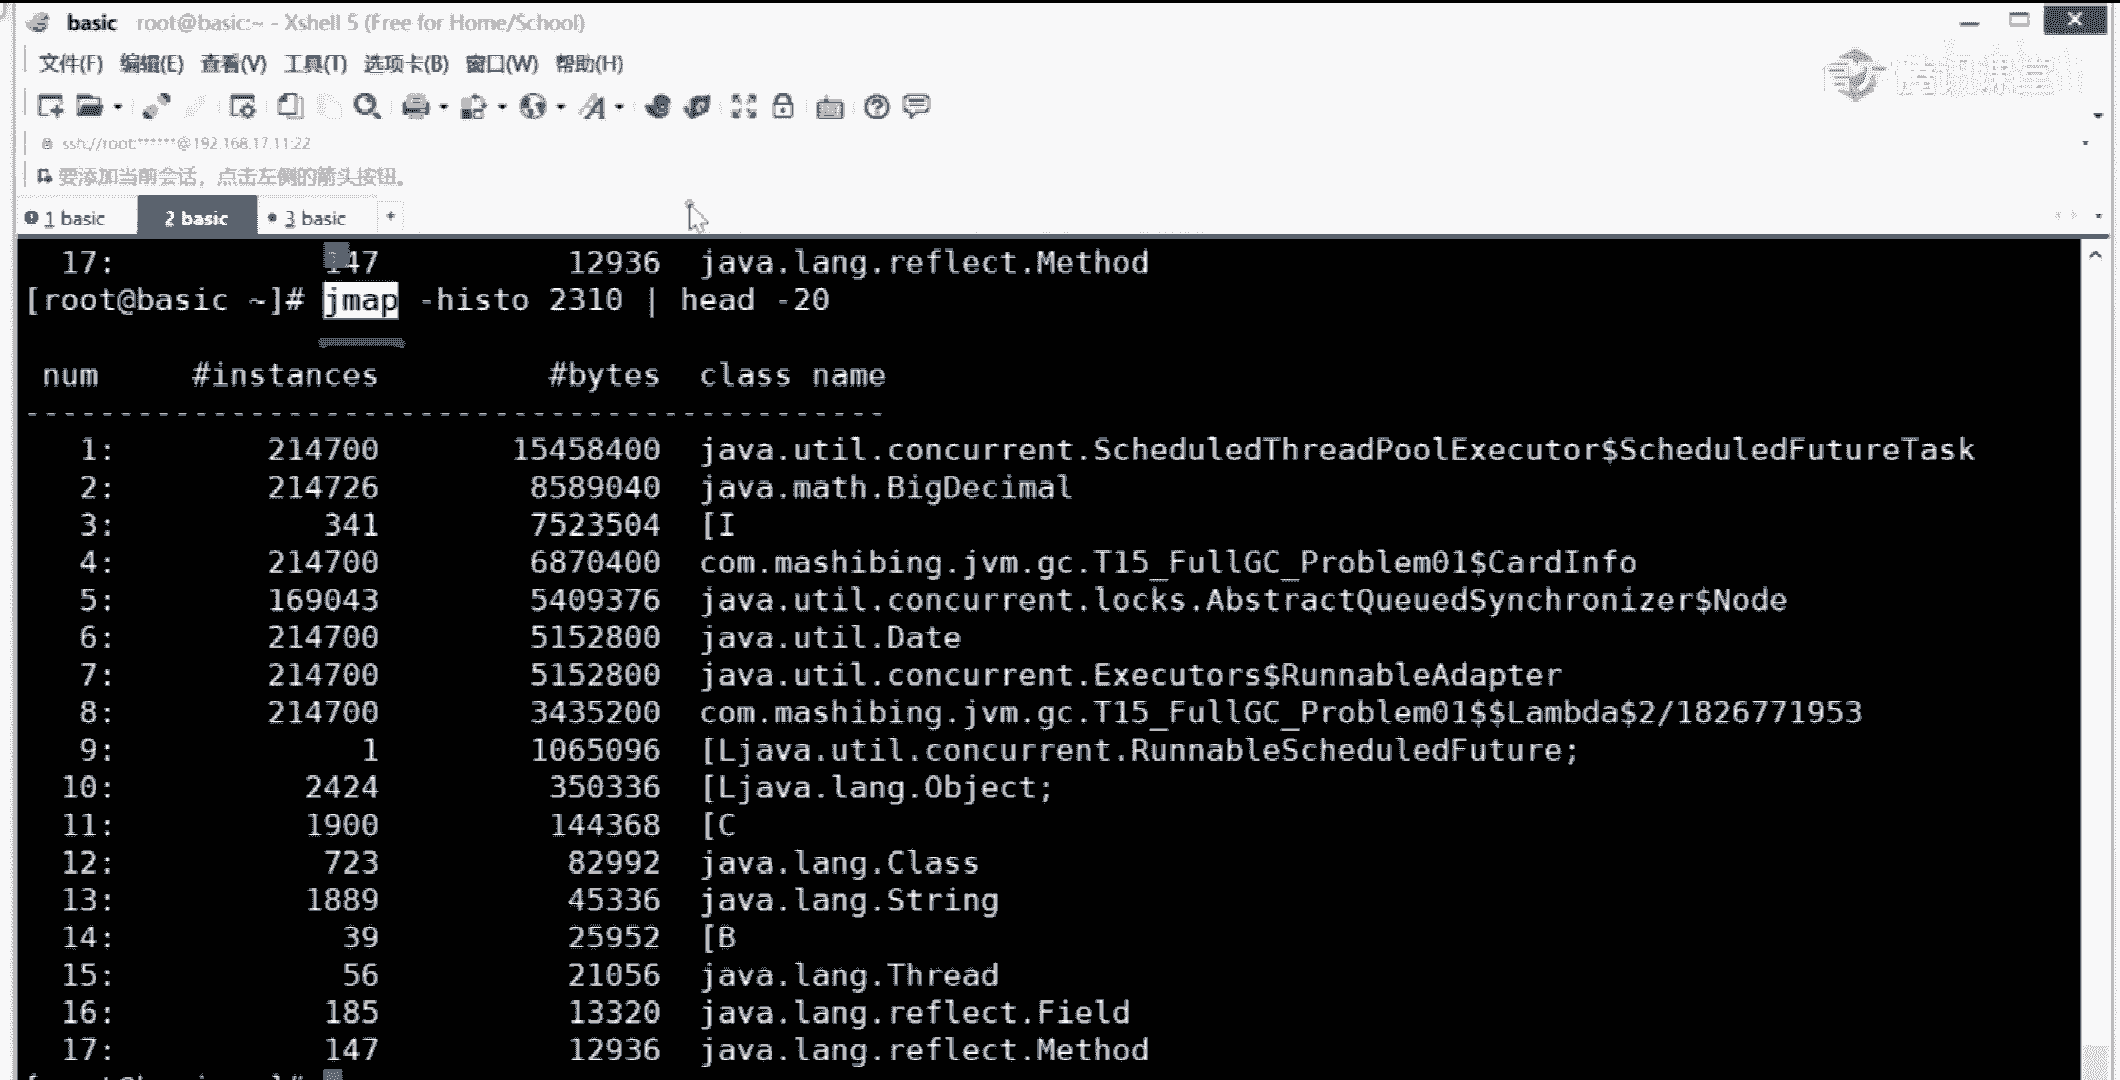 basic root@basic:~ - Xshell 5 (Free for Home/School)
文件(F) 编辑(E) 查看(V) 工具(T) 选项卡(B) 窗口(W) 帮助(H)
腾讯课堂
ssh://root:******@192.168.17.11:22
要添加当前会话，点击左侧的箭头按钮。
1 basic 2 basic 3 basic +
17: 147 12936 java.lang.reflect.Method
[root@basic ~]# jmap -histo 2310 | head -20
num #instances #bytes class name
----------------------------------------------
1: 214700 15458400 java.util.concurrent.ScheduledThreadPoolExecutor$ScheduledFutureTask
2: 214726 8589040 java.math.BigDecimal
3: 341 7523504 [I
4: 214700 6870400 com.mashibing.jvm.gc.T15_FullGC_Problem01$CardInfo
5: 169043 5409376 java.util.concurrent.locks.AbstractQueuedSynchronizer$Node
6: 214700 5152800 java.util.Date
7: 214700 5152800 java.util.concurrent.Executors$RunnableAdapter
8: 214700 3435200 com.mashibing.jvm.gc.T15_FullGC_Problem01$$Lambda$2/1826771953
9: 1 1065096 [Ljava.util.concurrent.RunnableScheduledFuture;
10: 2424 350336 [Ljava.lang.Object;
11: 1900 144368 [C
12: 723 82992 java.lang.Class
13: 1889 45336 java.lang.String
14: 39 25952 [B
15: 56 21056 java.lang.Thread
16: 185 13320 java.lang.reflect.Field
17: 147 12936 java.lang.reflect.Method